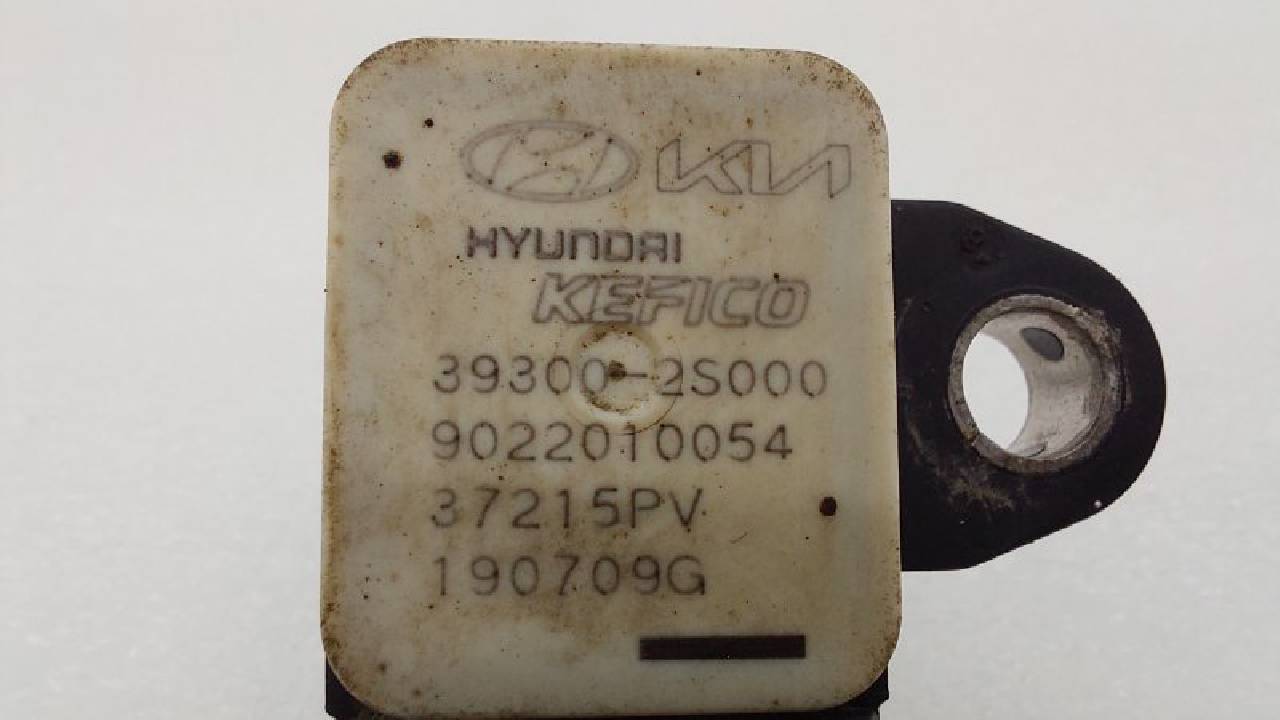 KIA
HYUNDAI
KEFICO
39300-2S000
9022010054
37215PV
190709G